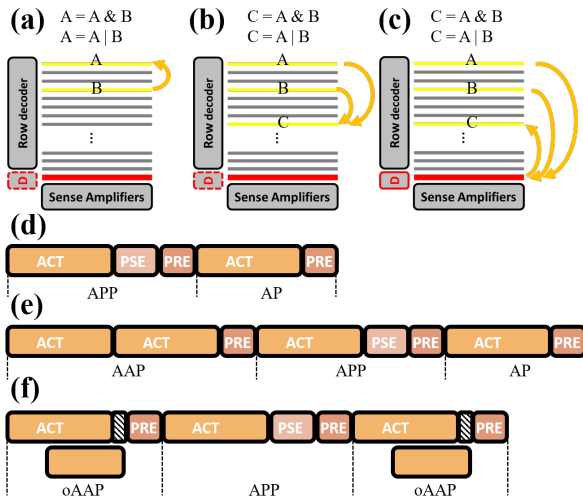 (a) A = A & B
A = A | B
A
B
...
Row decoder
D
Sense Amplifiers
(b) C = A & B
C = A | B
A
B
C
...
Row decoder
D
Sense Amplifiers
(c) C = A & B
C = A | B
A
B
C
...
Row decoder
D
Sense Amplifiers
(d)
ACT PSE PRE ACT PRE
APP AP
(e)
ACT ACT PRE ACT PSE PRE ACT PRE
AAP APP AP
(f)
ACT PRE ACT PSE PRE ACT PRE
oAAP APP oAAP